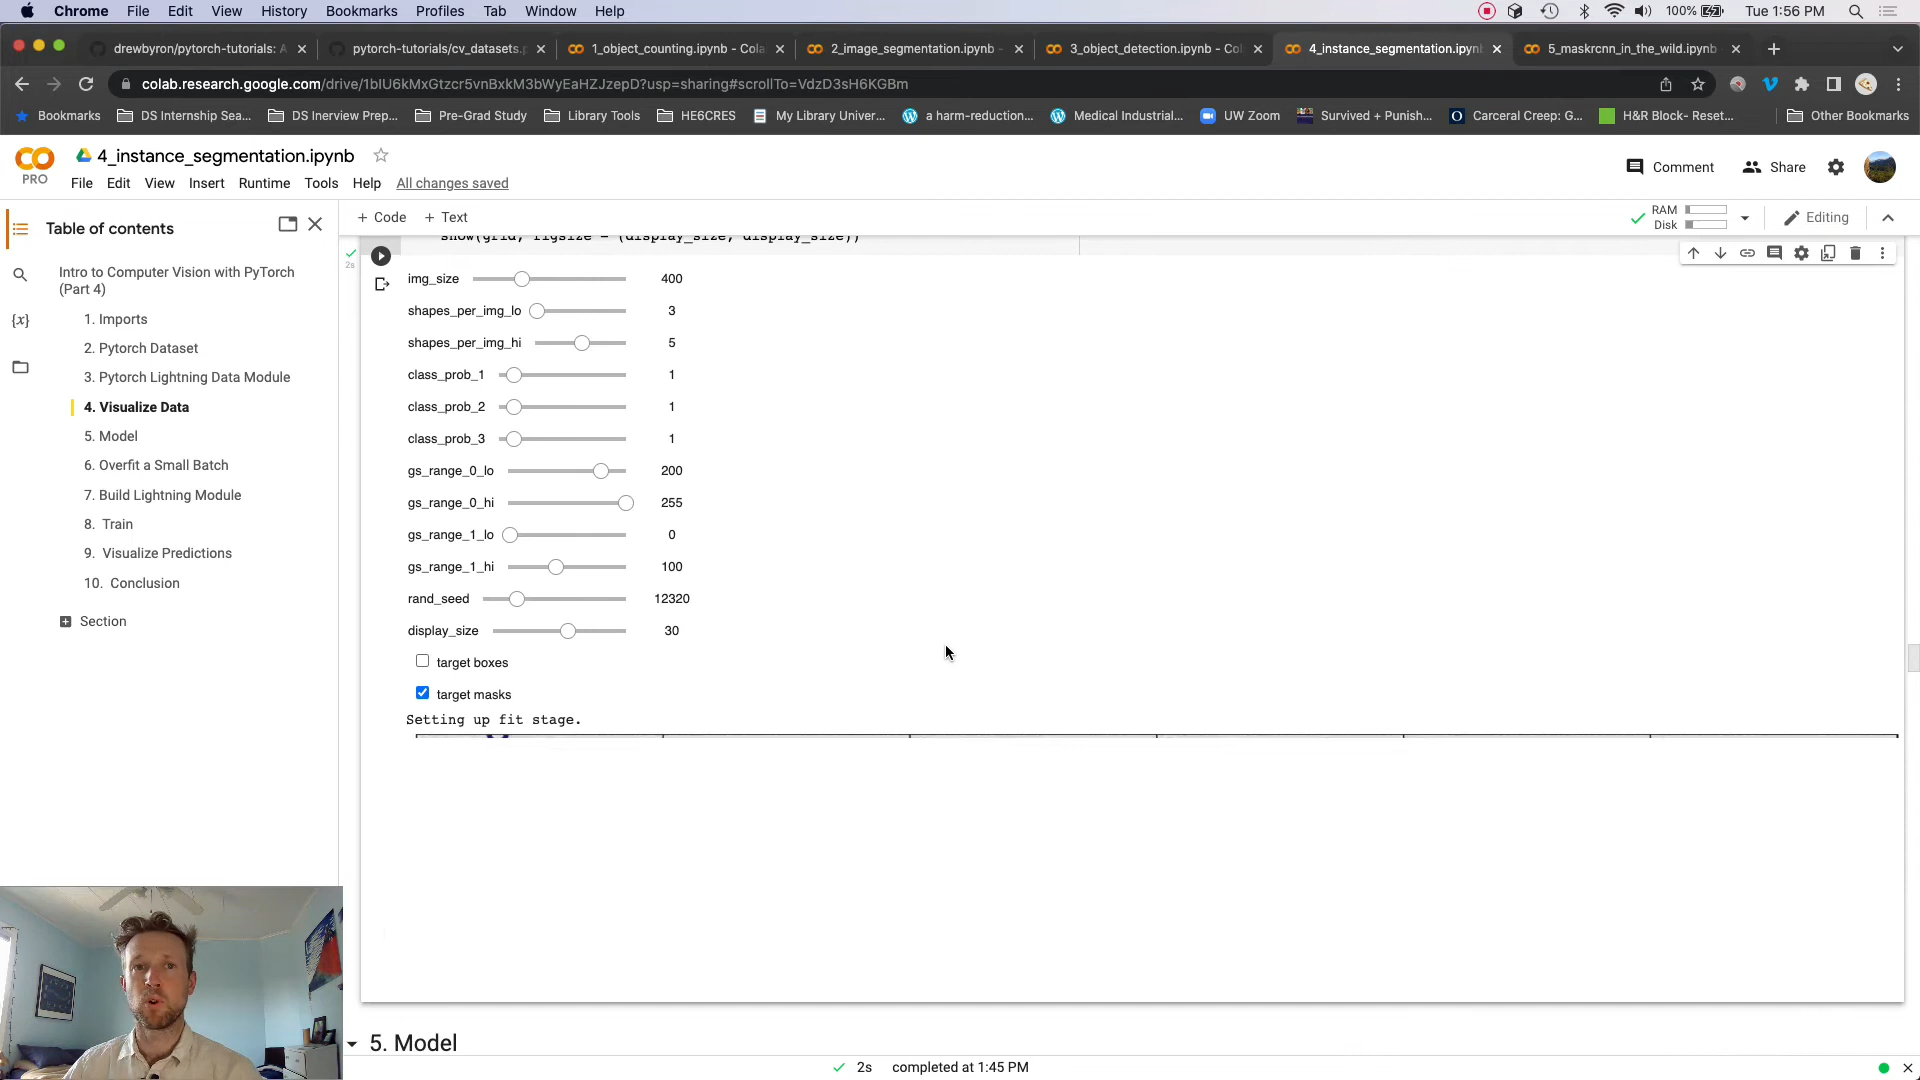 Chrome File Edit View History Bookmarks Profiles Tab Window Help 100% Tue 1:56 PM
drewbyron/pytorch-tutorials: A pytorch-tutorials/cv_datasets.p 1_object_counting.ipynb - Cola 2_image_segmentation.ipynb - 3_object_detection.ipynb - Col 4_instance_segmentation.ipynb 5_maskrcnn_in_the_wild.ipynb
colab.research.google.com/drive/1bIU6kMxGtzcr5vnBxkM3bWyEaHZJzepD?usp=sharing#scrollTo=VdzD3sH6KGBm
Bookmarks DS Internship Sea... DS Inerview Prep... Pre-Grad Study Library Tools HE6CRES My Library Univer... a harm-reduction... Medical Industrial... UW Zoom Survived + Punish... Carceral Creep: G... H&R Block- Reset... Other Bookmarks
4_instance_segmentation.ipynb
PRO
File Edit View Insert Runtime Tools Help All changes saved
Comment Share
+ Code + Text
RAM
Disk
Editing
Table of contents
Intro to Computer Vision with PyTorch
(Part 4)
1. Imports
2. Pytorch Dataset
3. Pytorch Lightning Data Module
4. Visualize Data
5. Model
6. Overfit a Small Batch
7. Build Lightning Module
8. Train
9. Visualize Predictions
10. Conclusion
Section
{x}
show(grid, figsize = (display_size, display_size))
2s
img_size 400
shapes_per_img_lo 3
shapes_per_img_hi 5
class_prob_1 1
class_prob_2 1
class_prob_3 1
gs_range_0_lo 200
gs_range_0_hi 255
gs_range_1_lo 0
gs_range_1_hi 100
rand_seed 12320
display_size 30
target boxes
target masks
Setting up fit stage.
5. Model
2s completed at 1:45 PM